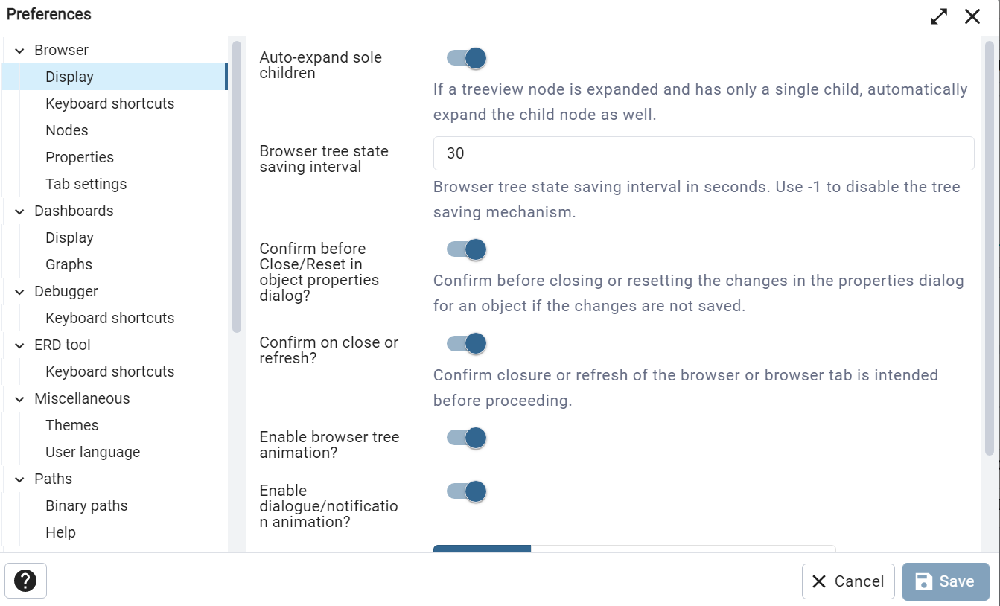 Preferences
Browser
Display
Keyboard shortcuts
Nodes
Properties
Tab settings
Dashboards
Display
Graphs
Debugger
Keyboard shortcuts
ERD tool
Keyboard shortcuts
Miscellaneous
Themes
User language
Paths
Binary paths
Help
Auto-expand sole
children
If a treeview node is expanded and has only a single child, automatically
expand the child node as well.
Browser tree state
saving interval
30
Browser tree state saving interval in seconds. Use -1 to disable the tree
saving mechanism.
Confirm before
Close/Reset in
object properties
dialog?
Confirm before closing or resetting the changes in the properties dialog
for an object if the changes are not saved.
Confirm on close or
refresh?
Confirm closure or refresh of the browser or browser tab is intended
before proceeding.
Enable browser tree
animation?
Enable
dialogue/notificatio
n animation?
?
Cancel
Save